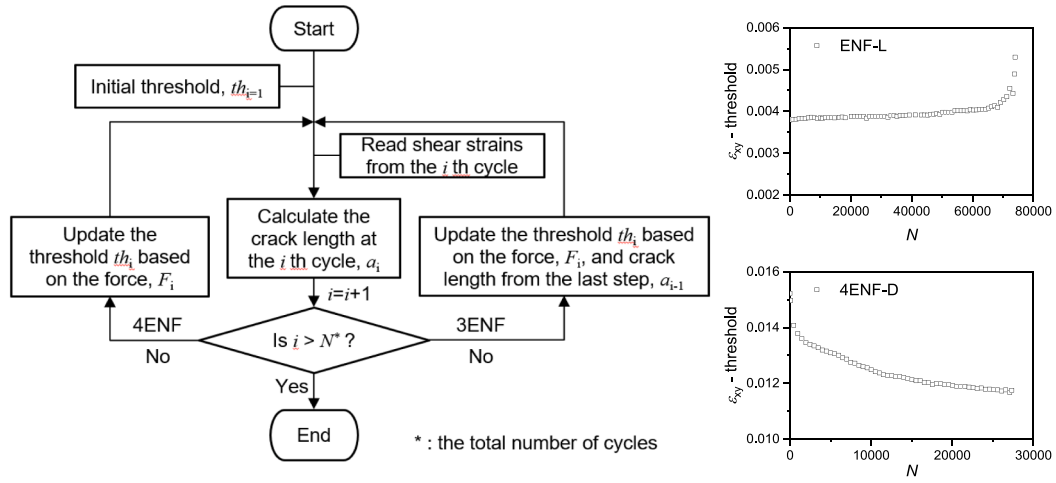 Start
Initial threshold, th_i=1
Read shear strains
from the i th cycle
Calculate the
crack length at
the i th cycle, a_i
Update the
threshold th_i based
on the force, F_i
Update the threshold th_i based
on the force, F_i, and crack
length from the last step, a_i-1
i=i+1
4ENF
No
Is i > N* ?
3ENF
No
Yes
End
* : the total number of cycles
ENF-L
0.006
0.005
0.004
0.003
0.002
ε_xy - threshold
0
20000
40000
60000
80000
N
4ENF-D
0.016
0.014
0.012
0.010
ε_xy - threshold
0
10000
20000
30000
N